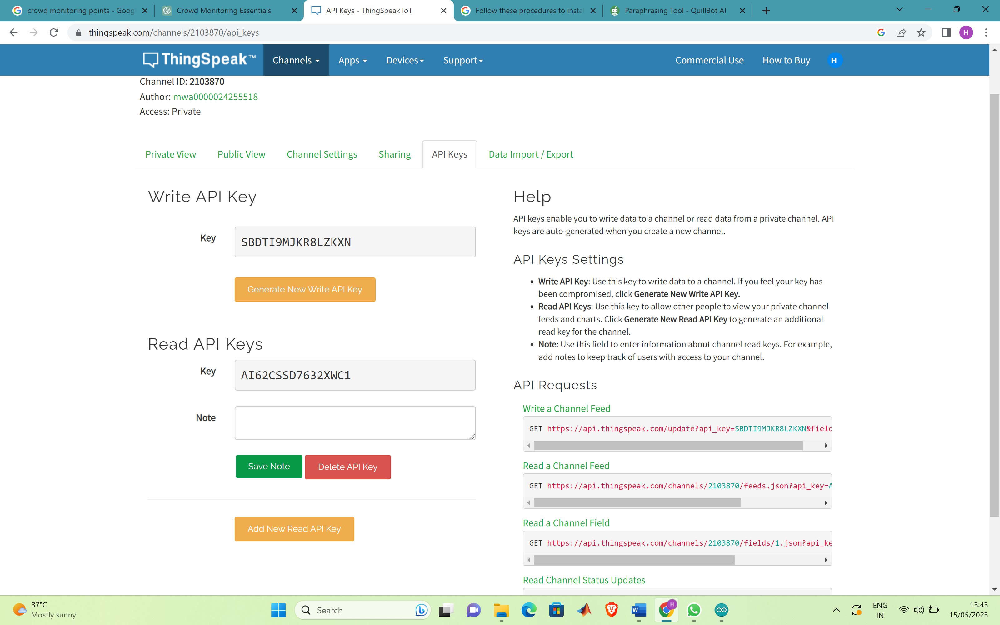 crowd monitoring points - Goog
Crowd Monitoring Essentials
API Keys - ThingSpeak IoT
Follow these procedures to instal
Paraphrasing Tool - QuillBot AI
thingspeak.com/channels/2103870/api_keys
H
ThingSpeak™
Channels
Apps
Devices
Support
Commercial Use
How to Buy
H
Channel ID: 2103870
Author: mwa0000024255518
Access: Private
Private View
Public View
Channel Settings
Sharing
API Keys
Data Import / Export
Write API Key
Key
SBDTI9MJKR8LZKXN
Generate New Write API Key
Read API Keys
Key
AI62CSSD7632XWC1
Note
Save Note
Delete API Key
Add New Read API Key
Help
API keys enable you to write data to a channel or read data from a private channel. API
keys are auto-generated when you create a new channel.
API Keys Settings
• Write API Key: Use this key to write data to a channel. If you feel your key has
been compromised, click Generate New Write API Key.
• Read API Keys: Use this key to allow other people to view your private channel
feeds and charts. Click Generate New Read API Key to generate an additional
read key for the channel.
• Note: Use this field to enter information about channel read keys. For example,
add notes to keep track of users with access to your channel.
API Requests
Write a Channel Feed
GET https://api.thingspeak.com/update?api_key=SBDTI9MJKR8LZKXN&field
Read a Channel Feed
GET https://api.thingspeak.com/channels/2103870/feeds.json?api_key=A
Read a Channel Field
GET https://api.thingspeak.com/channels/2103870/fields/1.json?api_ke
Read Channel Status Updates
37°C
Mostly sunny
Search
H
ENG
IN
13:43
15/05/2023